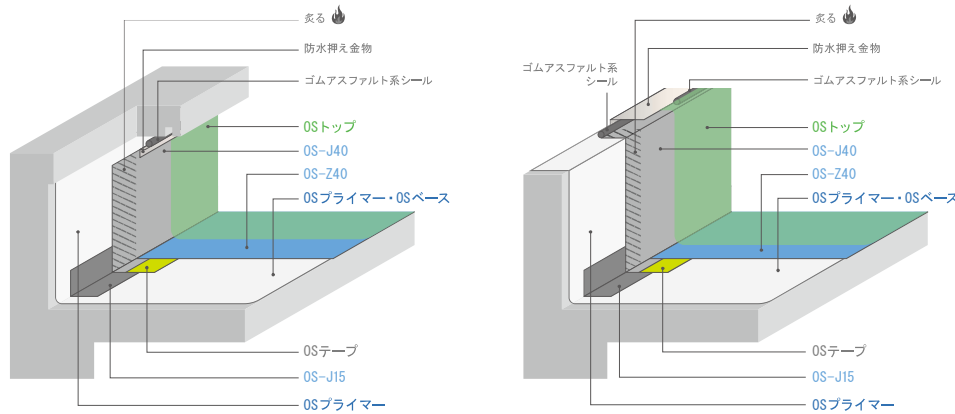 炙る
防水押え金物
ゴムアスファルト系シール
OSトップ
OS-J40
OS-Z40
OSプライマー・OSベース
OSテープ
OS-J15
OSプライマー
炙る
防水押え金物
ゴムアスファルト系
シール
ゴムアスファルト系シール
OSトップ
OS-J40
OS-Z40
OSプライマー・OSベース
OSテープ
OS-J15
OSプライマー